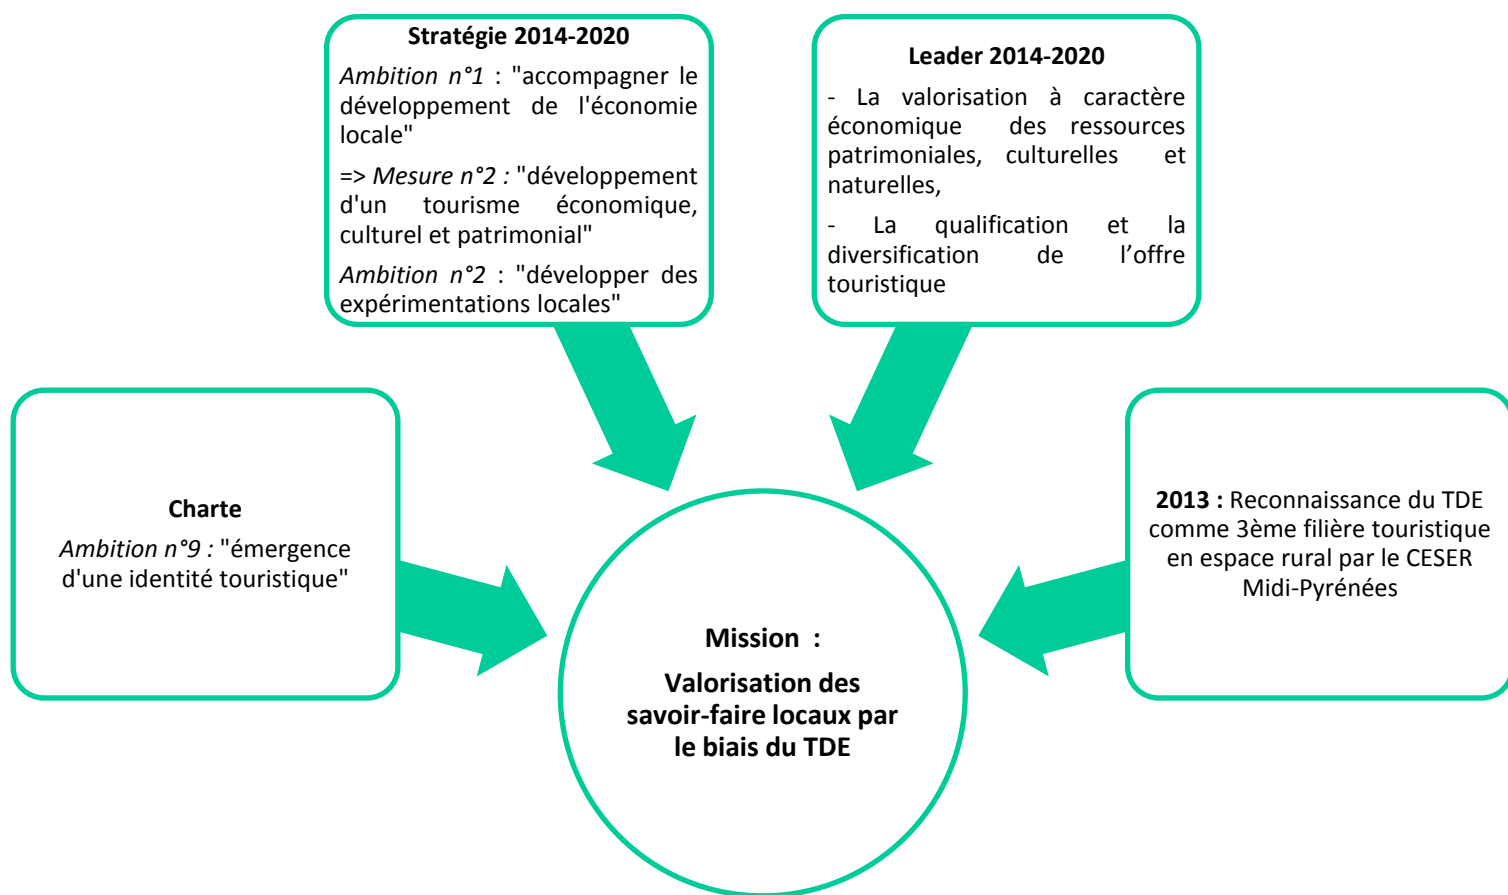 Stratégie 2014-2020
Ambition n°1 : "accompagner le
développement de l'économie
locale"
=> Mesure n°2 : "développement
d'un tourisme économique,
culturel et patrimonial"
Ambition n°2 : "développer des
expérimentations locales"
Leader 2014-2020
- La valorisation à caractère
économique des ressources
patrimoniales, culturelles et
naturelles,
- La qualification et la
diversification de l’offre
touristique
Charte
Ambition n°9 : "émergence
d'une identité touristique"
2013 : Reconnaissance du TDE
comme 3ème filière touristique
en espace rural par le CESER
Midi-Pyrénées
Mission :
Valorisation des
savoir-faire locaux par
le biais du TDE